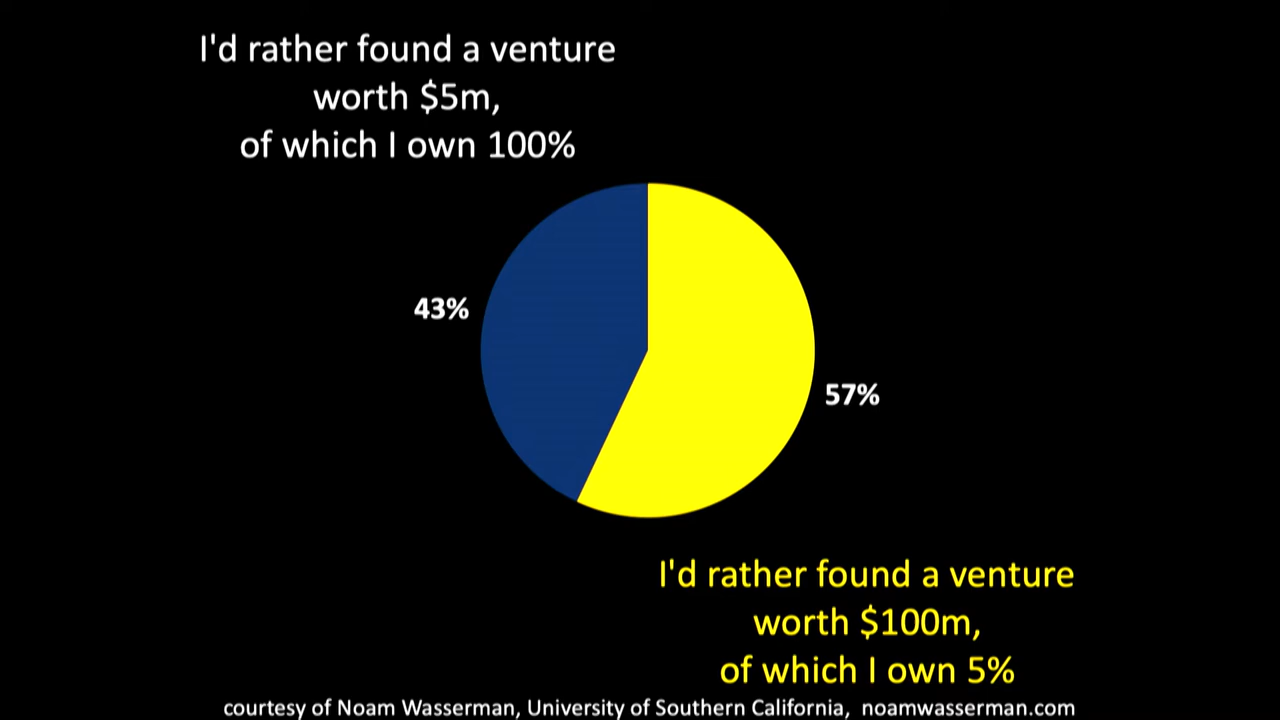 I'd rather found a venture
worth $5m,
of which I own 100%
43%
57%
I'd rather found a venture
worth $100m,
of which I own 5%
courtesy of Noam Wasserman, University of Southern California, noamwasserman.com